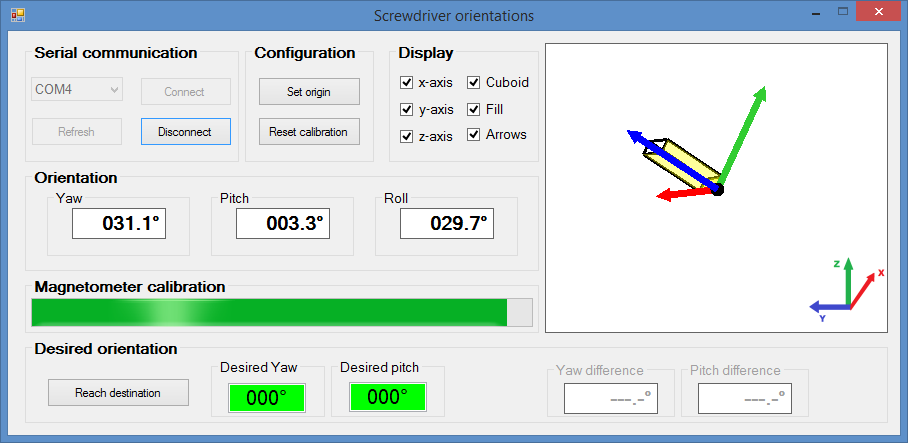 Screwdriver orientations
Serial communication
COM4
Connect
Refresh
Disconnect
Configuration
Set origin
Reset calibration
Display
x-axis
Cuboid
y-axis
Fill
z-axis
Arrows
Orientation
Yaw
031.1°
Pitch
003.3°
Roll
029.7°
Magnetometer calibration
Z
X
Y
Desired orientation
Reach destination
Desired Yaw
000°
Desired pitch
000°
Yaw difference
---.-°
Pitch difference
---.-°